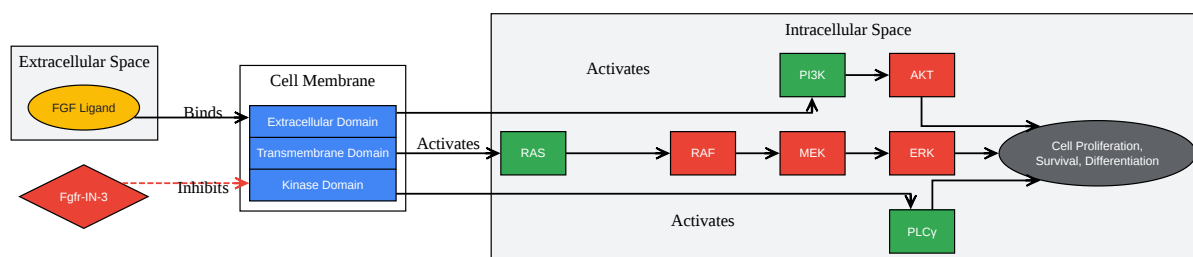 Extracellular Space
FGF Ligand
Binds
Fgfr-IN-3
Inhibits
Cell Membrane
Extracellular Domain
Transmembrane Domain
Kinase Domain
Activates
Intracellular Space
Activates
PI3K
AKT
RAS
RAF
MEK
ERK
Cell Proliferation,
Survival, Differentiation
Activates
PLCγ